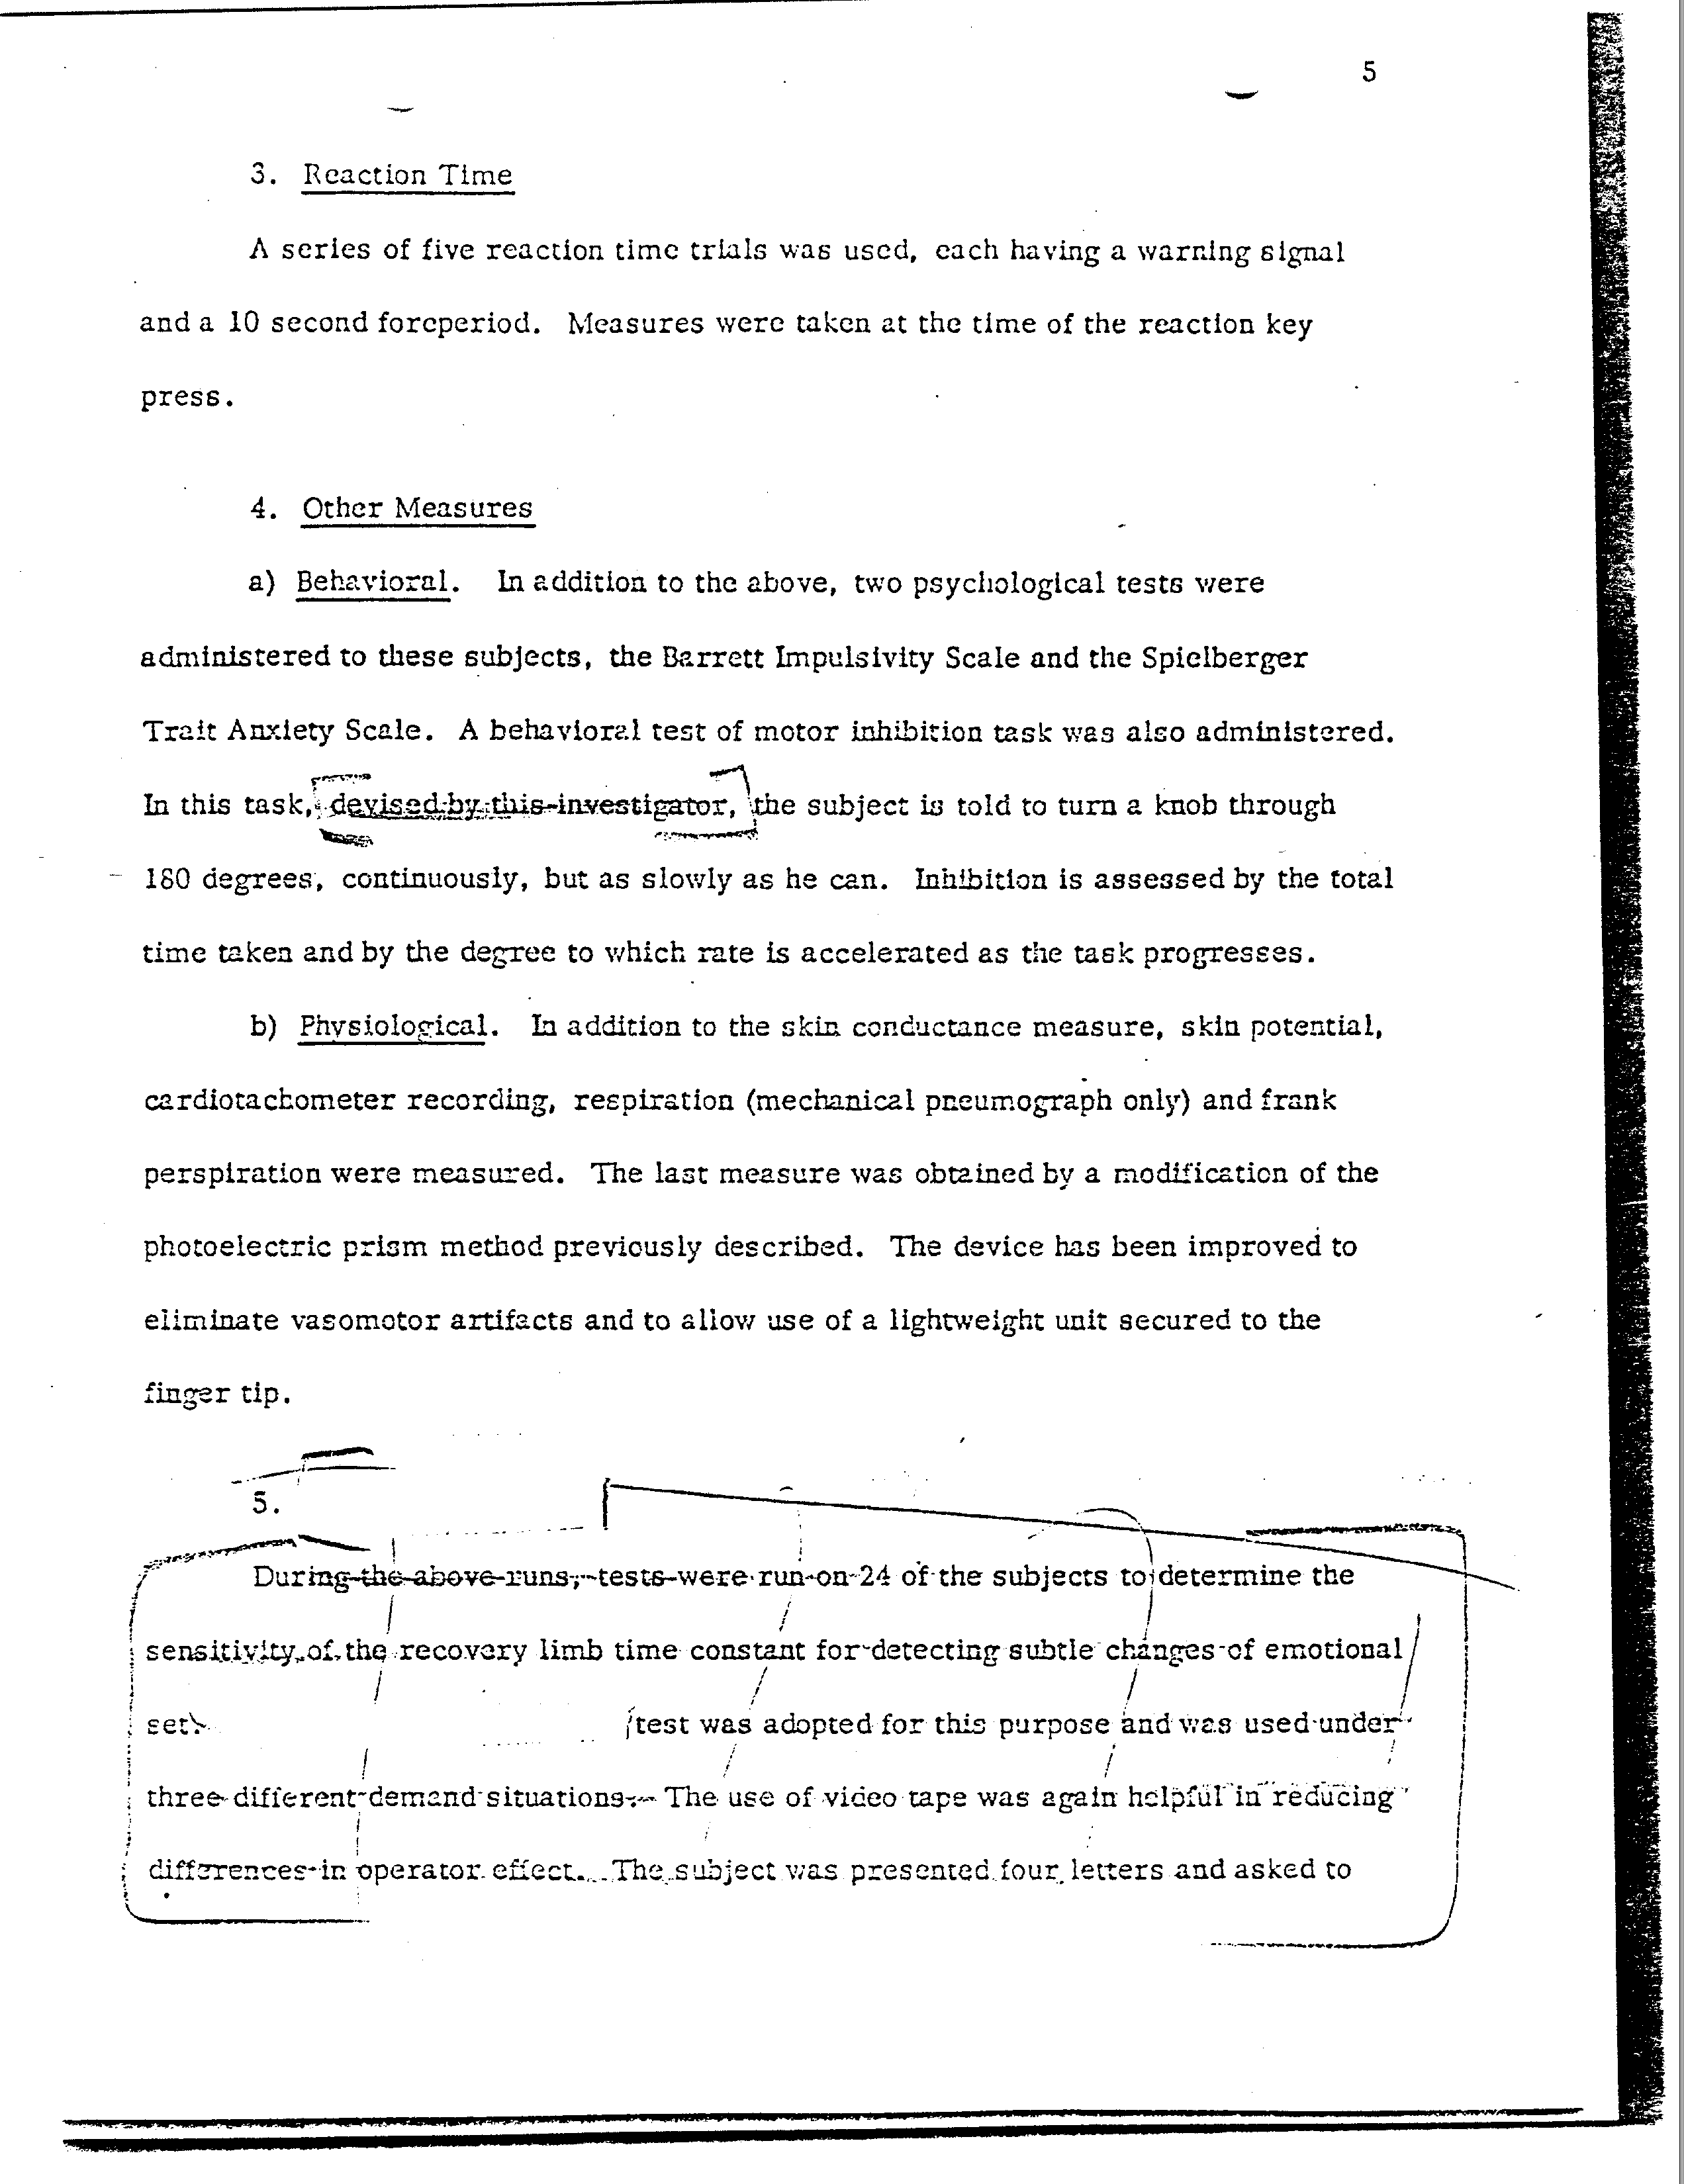 5
3. Reaction Time
A series of five reaction time trials was used, each having a warning signal
and a 10 second foreperiod. Measures were taken at the time of the reaction key
press.
4. Other Measures
a) Behavioral. In addition to the above, two psychological tests were
administered to these subjects, the Barrett Impulsivity Scale and the Spielberger
Trait Anxiety Scale. A behavioral test of motor inhibition task was also administered.
In this task, devised by this investigator, the subject is told to turn a knob through
180 degrees, continuously, but as slowly as he can. Inhibition is assessed by the total
time taken and by the degree to which rate is accelerated as the task progresses.
b) Physiological. In addition to the skin conductance measure, skin potential,
cardiotachometer recording, respiration (mechanical pneumograph only) and frank
perspiration were measured. The last measure was obtained by a modification of the
photoelectric prism method previously described. The device has been improved to
eliminate vasomotor artifacts and to allow use of a lightweight unit secured to the
finger tip.
5.
During the above runs, tests were run on 24 of the subjects to determine the
sensitivity of the recovery limb time constant for detecting subtle changes of emotional
set. test was adopted for this purpose and was used under
three different demand situations. The use of video tape was again helpful in reducing
differences in operator effect. The subject was presented four letters and asked to